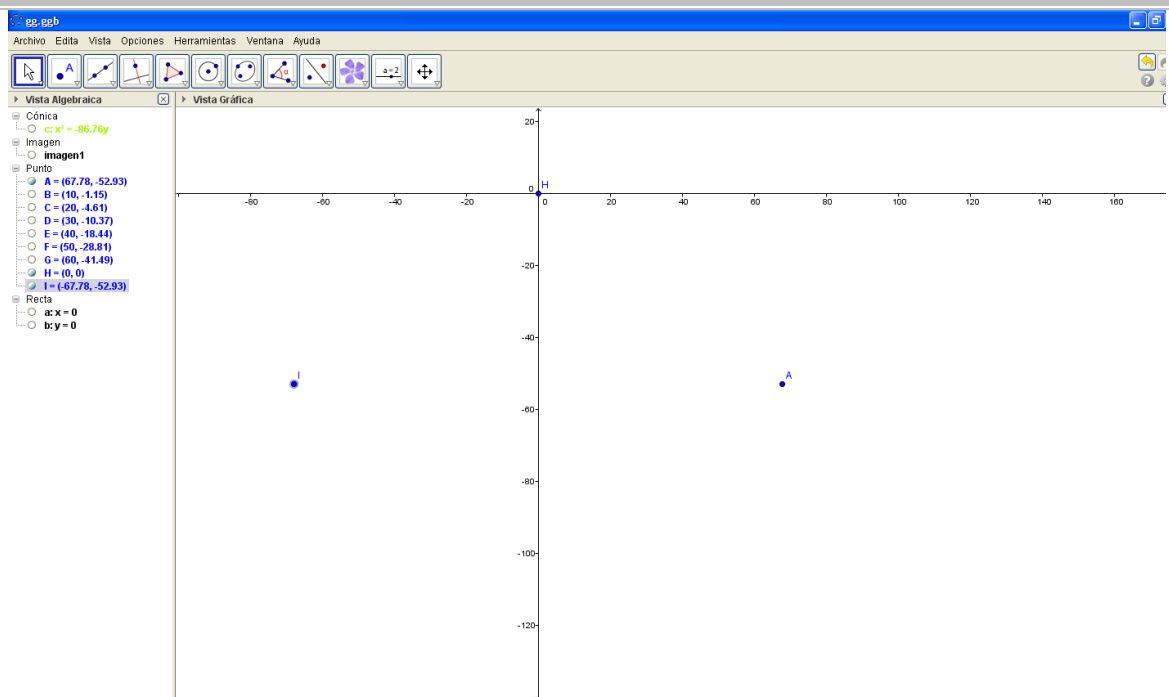 gg.ggb
Archivo Edita Vista Opciones Herramientas Ventana Ayuda
A
α
a=2
Vista Algebraica
Vista Gráfica
Cónica
c: x² = -86.76y
Imagen
imagen1
Punto
A = (67.78, -52.93)
B = (10, -1.15)
C = (20, -4.61)
D = (30, -10.37)
E = (40, -18.44)
F = (50, -28.81)
G = (60, -41.49)
H = (0, 0)
I = (-67.78, -52.93)
Recta
a: x = 0
b: y = 0
20
0 H
-80 -60 -40 -20 0 20 40 60 80 100 120 140 160
-20
-40
I A
-60
-80
-100
-120